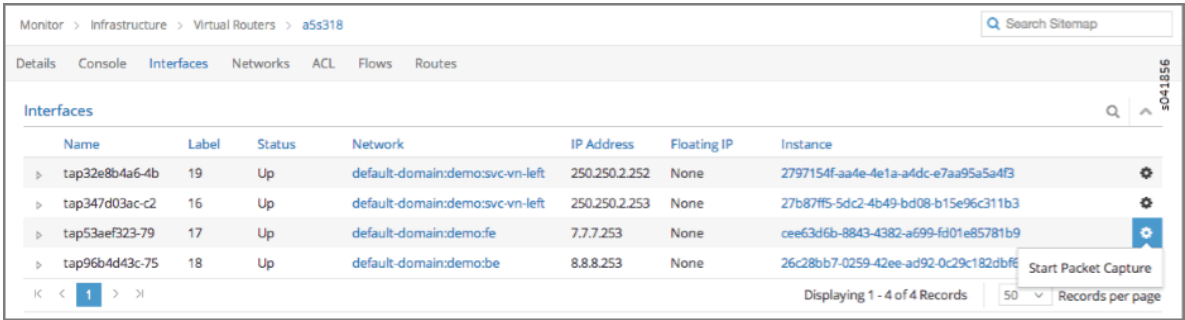 Monitor > Infrastructure > Virtual Routers > a5s318
Search Sitemap
Details Console Interfaces Networks ACL Flows Routes
s041856
Interfaces
Name Label Status Network IP Address Floating IP Instance
tap32e8b4a6-4b 19 Up default-domain:demo:svc-vn-left 250.250.2.252 None 2797154f-aa4e-4e1a-a4dc-e7aa95a5a4f3
tap347d03ac-c2 16 Up default-domain:demo:svc-vn-left 250.250.2.253 None 27b87ff5-5dc2-4b49-bd08-b15e96c311b3
tap53aef323-79 17 Up default-domain:demo:fe 7.7.7.253 None cee63d6b-8843-4382-a699-fd01e85781b9
tap96b4d43c-75 18 Up default-domain:demo:be 8.8.8.253 None 26c28bb7-0259-42ee-ad92-0c29c182dbf6
Start Packet Capture
1 Displaying 1 - 4 of 4 Records 50 Records per page